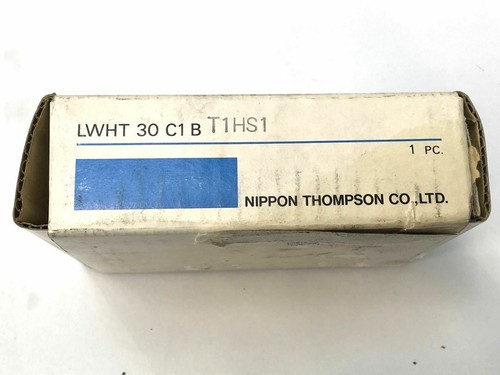 LWHT 30 C1 B T1HS1
1 PC.
NIPPON THOMPSON CO.,LTD.